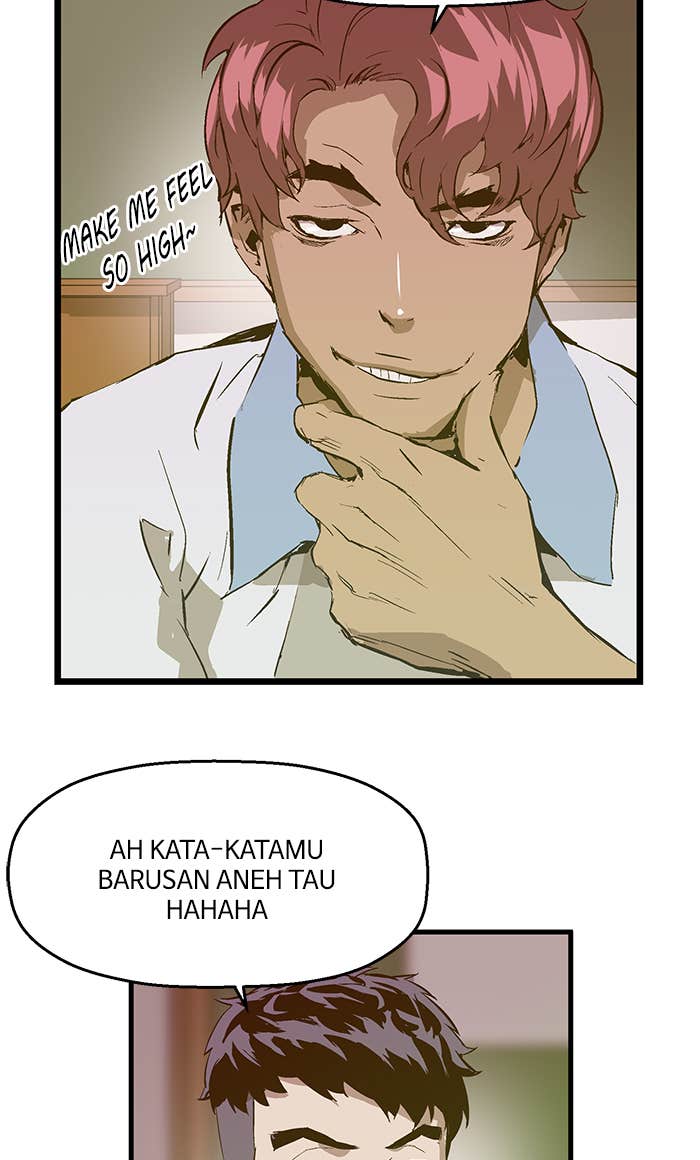 MAKE ME FEEL
SO HIGH~
AH KATA-KATAMU
BARUSAN ANEH TAU
HAHAHA